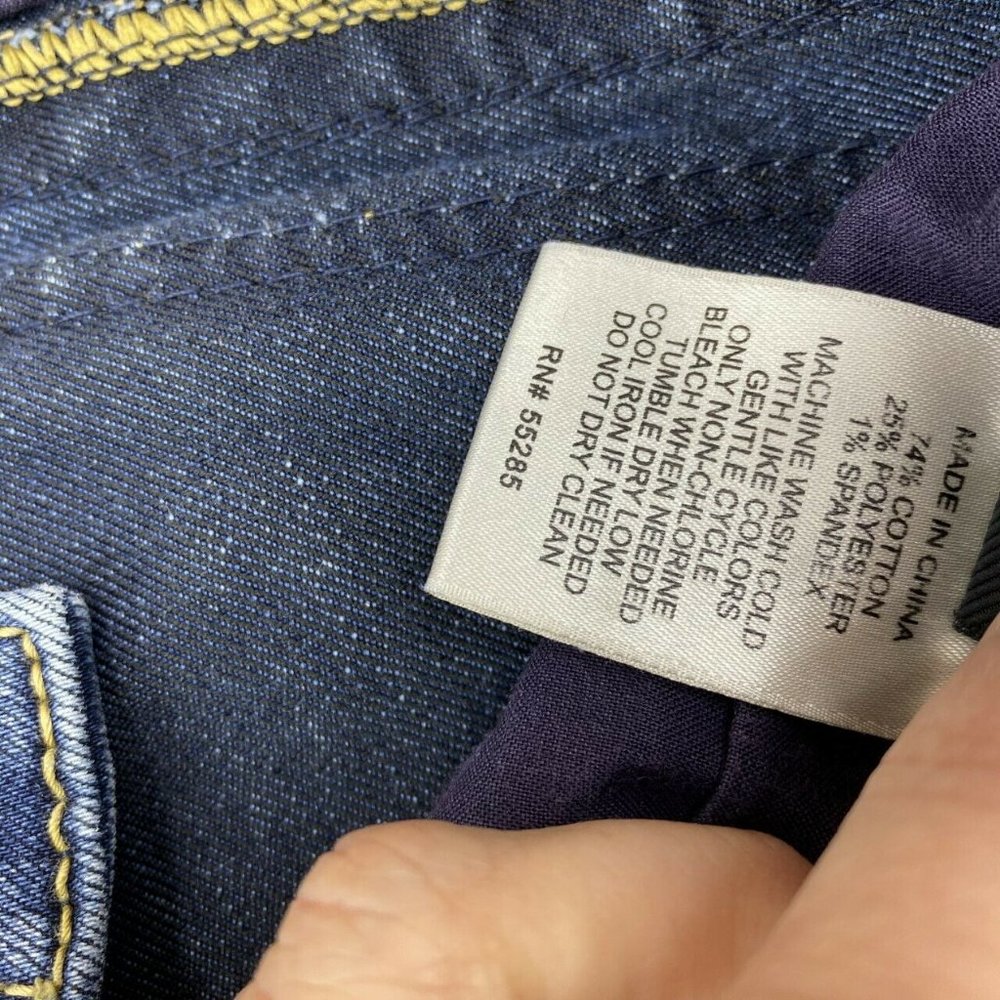 MADE IN CHINA
74% COTTON
25% POLYESTER
1% SPANDEX
MACHINE WASH COLD
WITH LIKE COLORS
GENTLE CYCLE
ONLY NON-CHLORINE
BLEACH WHEN NEEDED
TUMBLE DRY LOW
COOL IRON IF NEEDED
DO NOT DRY CLEAN
RN# 55285